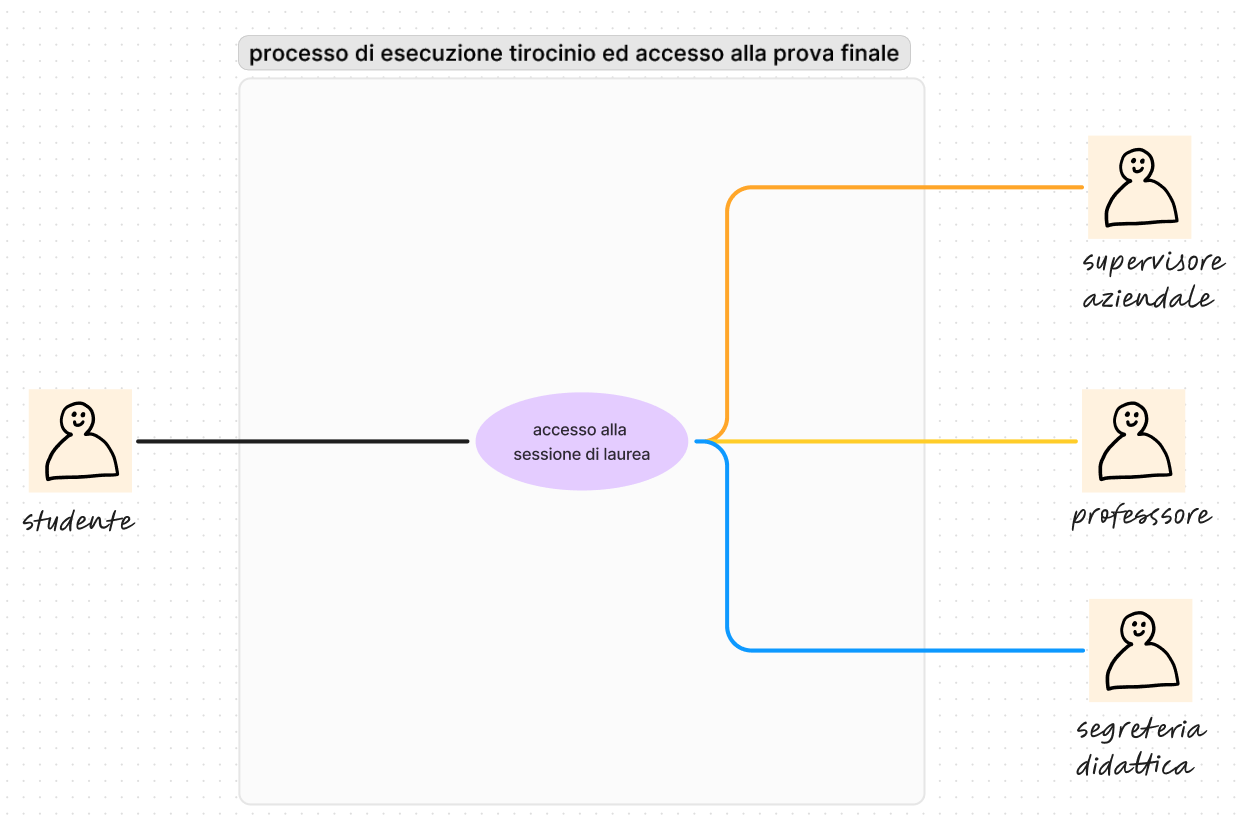 processo di esecuzione tirocinio ed accesso alla prova finale
supervisore
aziendale
accesso alla
sessione di laurea
studente
professsore
segreteria
didattica